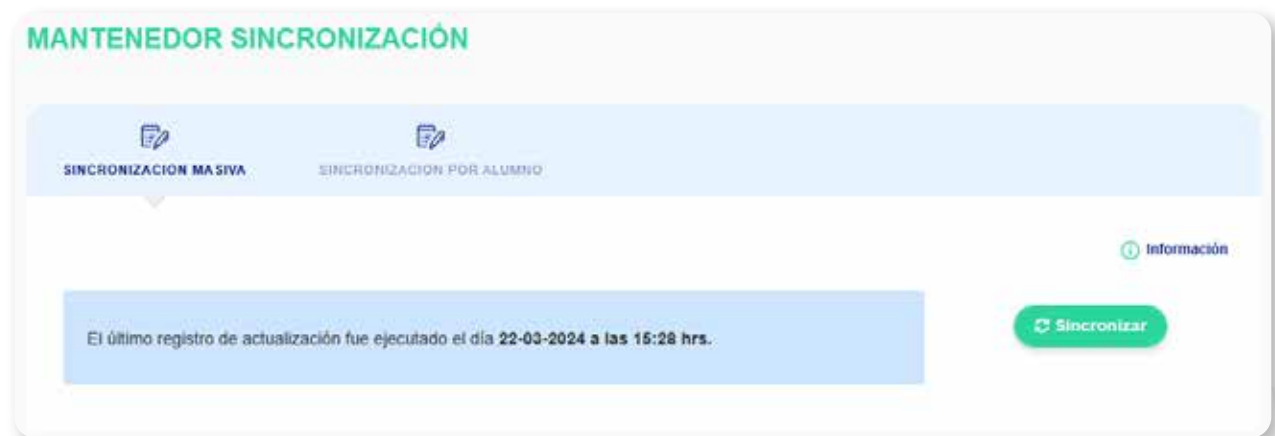 MANTENEDOR SINCRONIZACIÓN
SINCRONIZACION MASIVA
SINCRONIZACION POR ALUMNO
Información
El último registro de actualización fue ejecutado el día 22-03-2024 a las 15:28 hrs.
Sincronizar